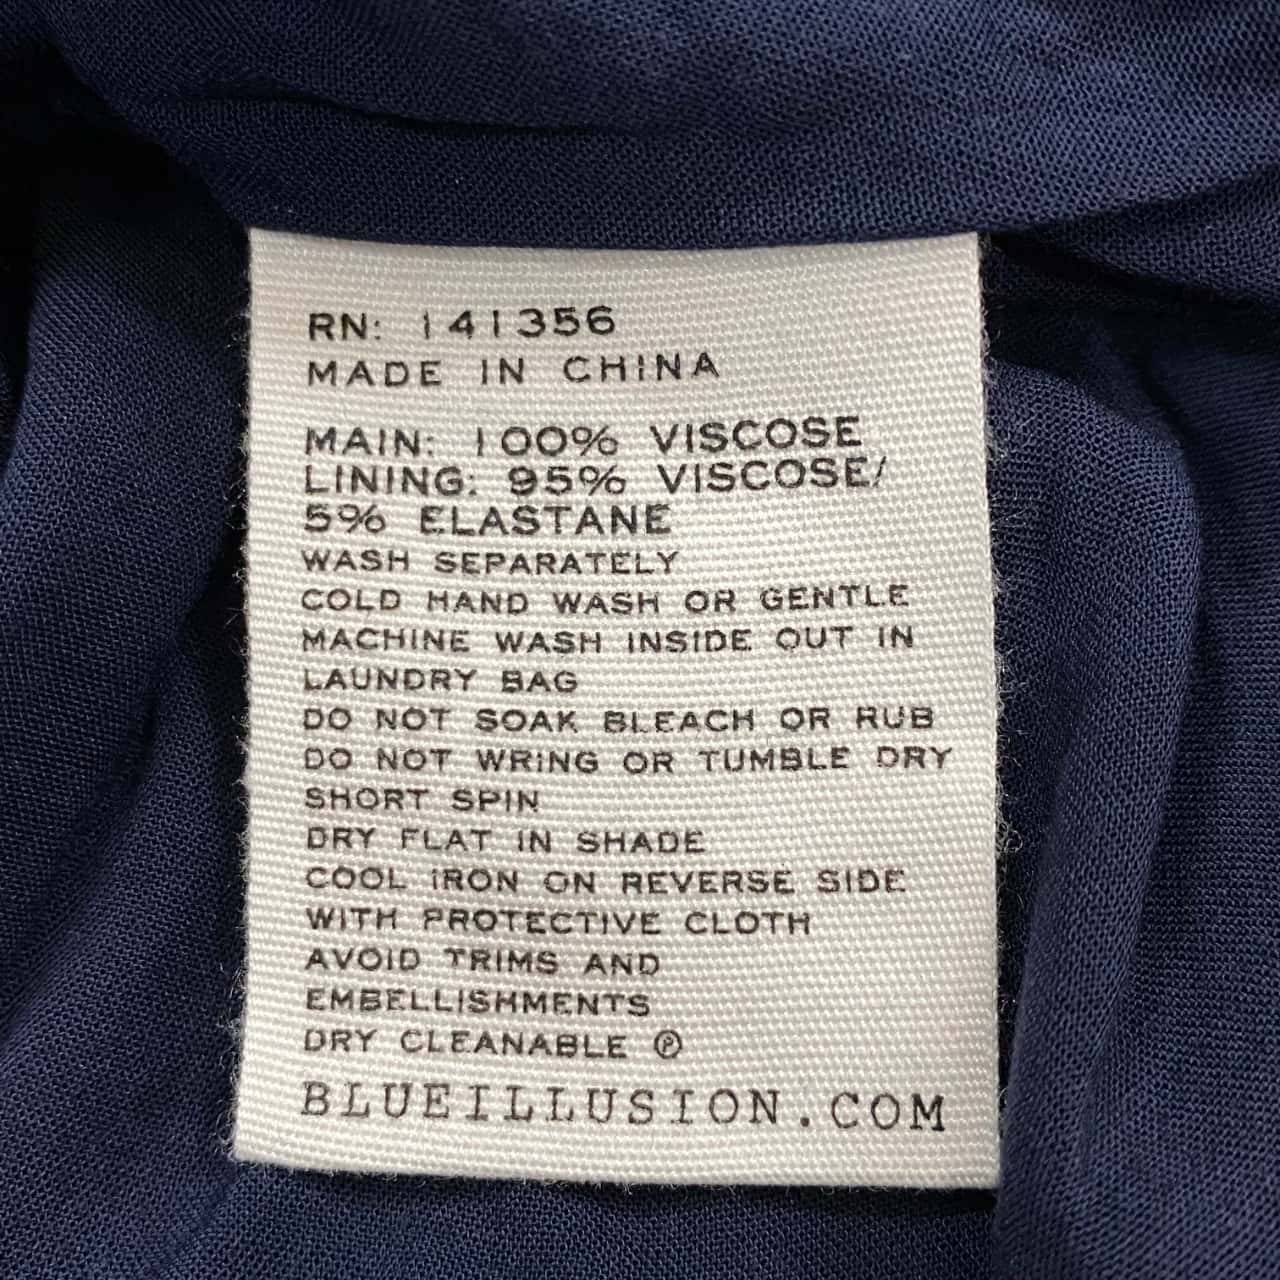 RN: 141356
MADE IN CHINA
MAIN: 100% VISCOSE
LINING: 95% VISCOSE/
5% ELASTANE
WASH SEPARATELY
COLD HAND WASH OR GENTLE
MACHINE WASH INSIDE OUT IN
LAUNDRY BAG
DO NOT SOAK BLEACH OR RUB
DO NOT WRING OR TUMBLE DRY
SHORT SPIN
DRY FLAT IN SHADE
COOL IRON ON REVERSE SIDE
WITH PROTECTIVE CLOTH
AVOID TRIMS AND
EMBELLISHMENTS
DRY CLEANABLE Ⓟ
BLUEILLUSION.COM